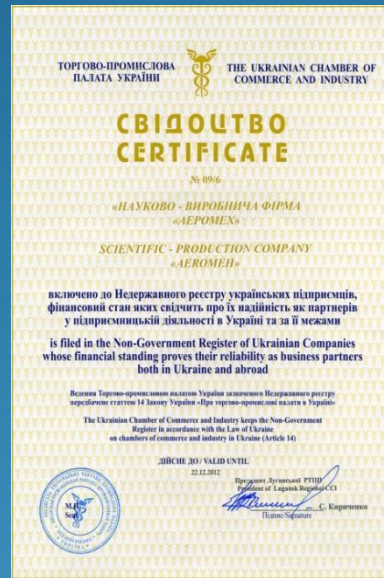 ТОРГОВО-ПРОМИСЛОВА
ПАЛАТА УКРАЇНИ
THE UKRAINIAN CHAMBER OF
COMMERCE AND INDUSTRY
СВІДОЦТВО
CERTIFICATE
№ 09/6
«НАУКОВО - ВИРОБНИЧА ФІРМА
«АЕРОМЕХ»
SCIENTIFIC - PRODUCTION COMPANY
«AEROMEH»
включено до Недержавного реєстру українських підприємців,
фінансовий стан яких свідчить про їх надійність як партнерів
у підприємницькій діяльності в Україні та за її межами
is filed in the Non-Government Register of Ukrainian Companies
whose financial standing proves their reliability as business partners
both in Ukraine and abroad
Ведення Торгово-промисловою палатою України зазначеного Недержавного реєстру
передбачене статтею 14 Закону України «Про торгово-промислові палати в Україні»
The Ukrainian Chamber of Commerce and Industry keeps the Non-Government
Register in accordance with the Law of Ukraine
on chambers of commerce and industry in Ukraine (Article 14)
ДІЙСНЕ ДО / VALID UNTIL
22.12.2012
Президент Луганської РТПП
President of Lugansk Regional CCI
С. Кириченко
Підпис/Signature
М.П.
Seal